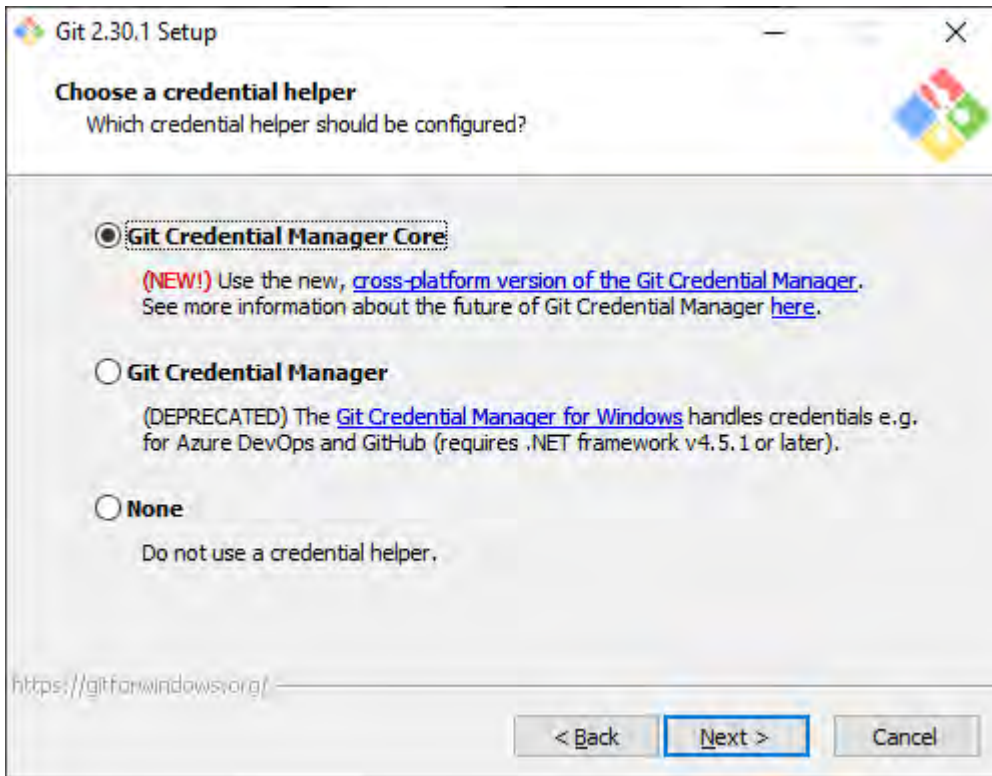 Git 2.30.1 Setup
Choose a credential helper
Which credential helper should be configured?
Git Credential Manager Core
(NEW!) Use the new, cross-platform version of the Git Credential Manager.
See more information about the future of Git Credential Manager here.
Git Credential Manager
(DEPRECATED) The Git Credential Manager for Windows handles credentials e.g.
for Azure DevOps and GitHub (requires .NET framework v4.5.1 or later).
None
Do not use a credential helper.
https://gitforwindows.org/
< Back Next > Cancel